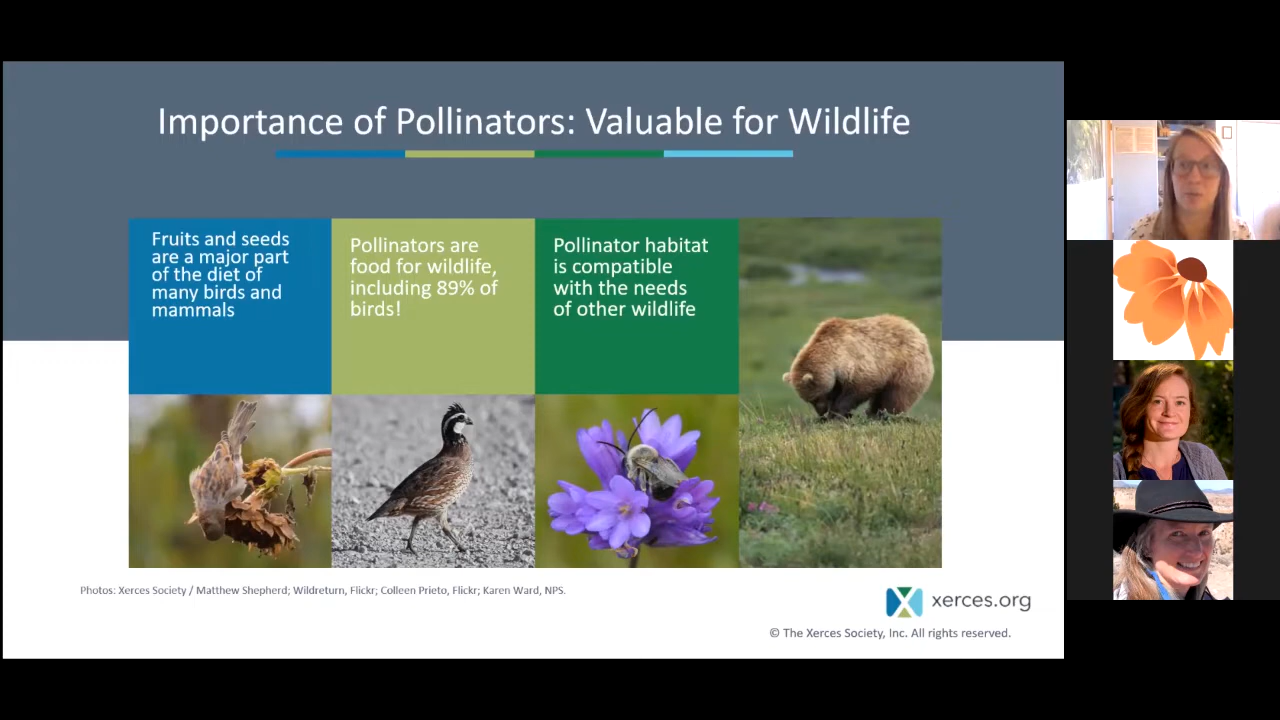 Importance of Pollinators: Valuable for Wildlife
Fruits and seeds
are a major part
of the diet of
many birds and
mammals
Pollinators are
food for wildlife,
including 89% of
birds!
Pollinator habitat
is compatible
with the needs
of other wildlife
Photos: Xerces Society / Matthew Shepherd; Wildreturn, Flickr; Colleen Prieto, Flickr; Karen Ward, NPS.
xerces.org
© The Xerces Society, Inc. All rights reserved.